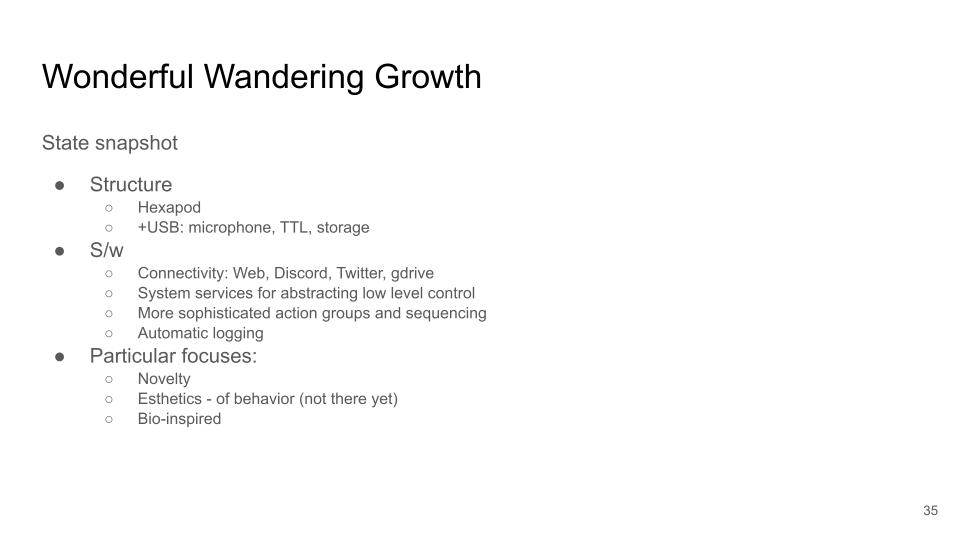 Wonderful Wandering Growth
State snapshot
● Structure
○ Hexapod
○ +USB: microphone, TTL, storage
● S/w
○ Connectivity: Web, Discord, Twitter, gdrive
○ System services for abstracting low level control
○ More sophisticated action groups and sequencing
○ Automatic logging
● Particular focuses:
○ Novelty
○ Esthetics - of behavior (not there yet)
○ Bio-inspired
35